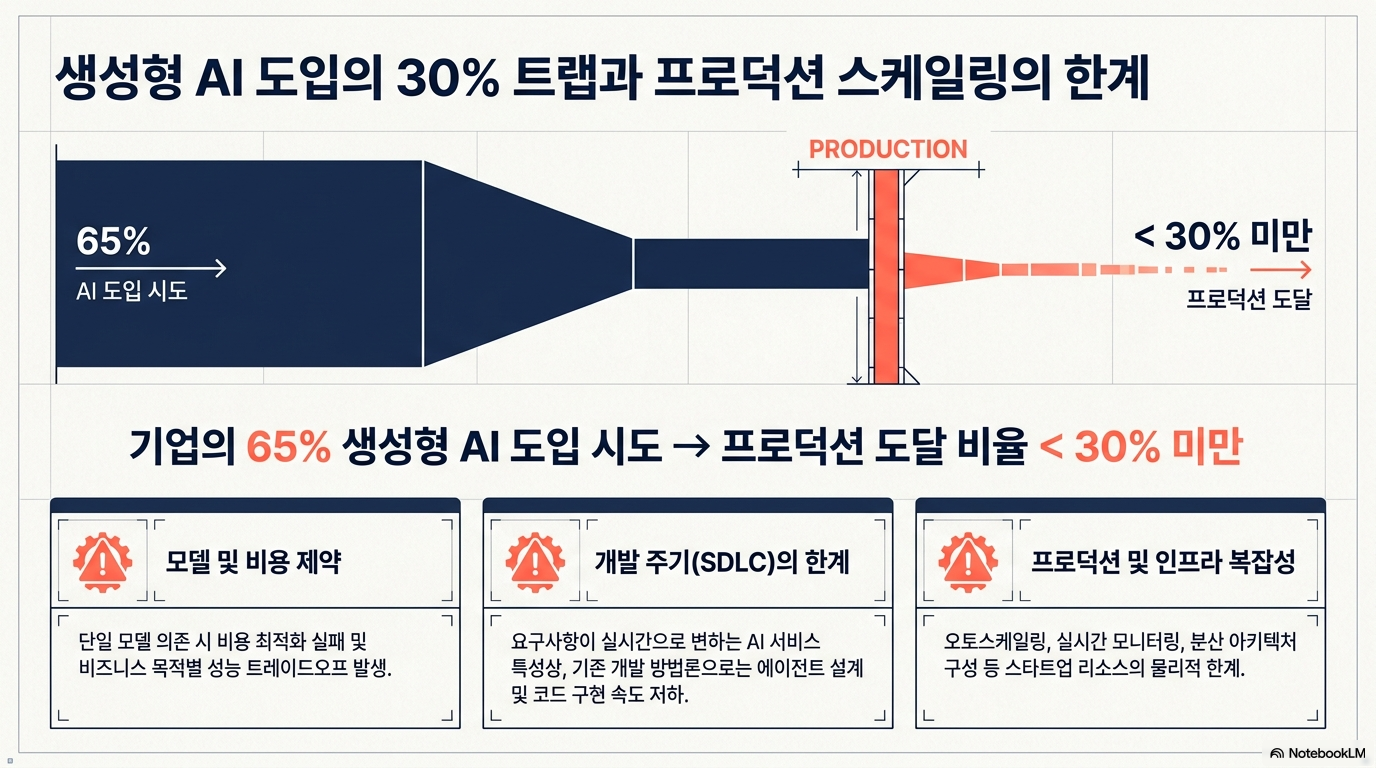 생성형 AI 도입의 30% 트랩과 프로덕션 스케일링의 한계
PRODUCTION
65%
AI 도입 시도
< 30% 미만
프로덕션 도달
기업의 65% 생성형 AI 도입 시도 → 프로덕션 도달 비율 < 30% 미만
모델 및 비용 제약
단일 모델 의존 시 비용 최적화 실패 및
비즈니스 목적별 성능 트레이드오프 발생.
개발 주기(SDLC)의 한계
요구사항이 실시간으로 변하는 AI 서비스
특성상, 기존 개발 방법론으로는 에이전트 설계
및 코드 구현 속도 저하.
프로덕션 및 인프라 복잡성
오토스케일링, 실시간 모니터링, 분산 아키텍처
구성 등 스타트업 리소스의 물리적 한계.
NotebookLM